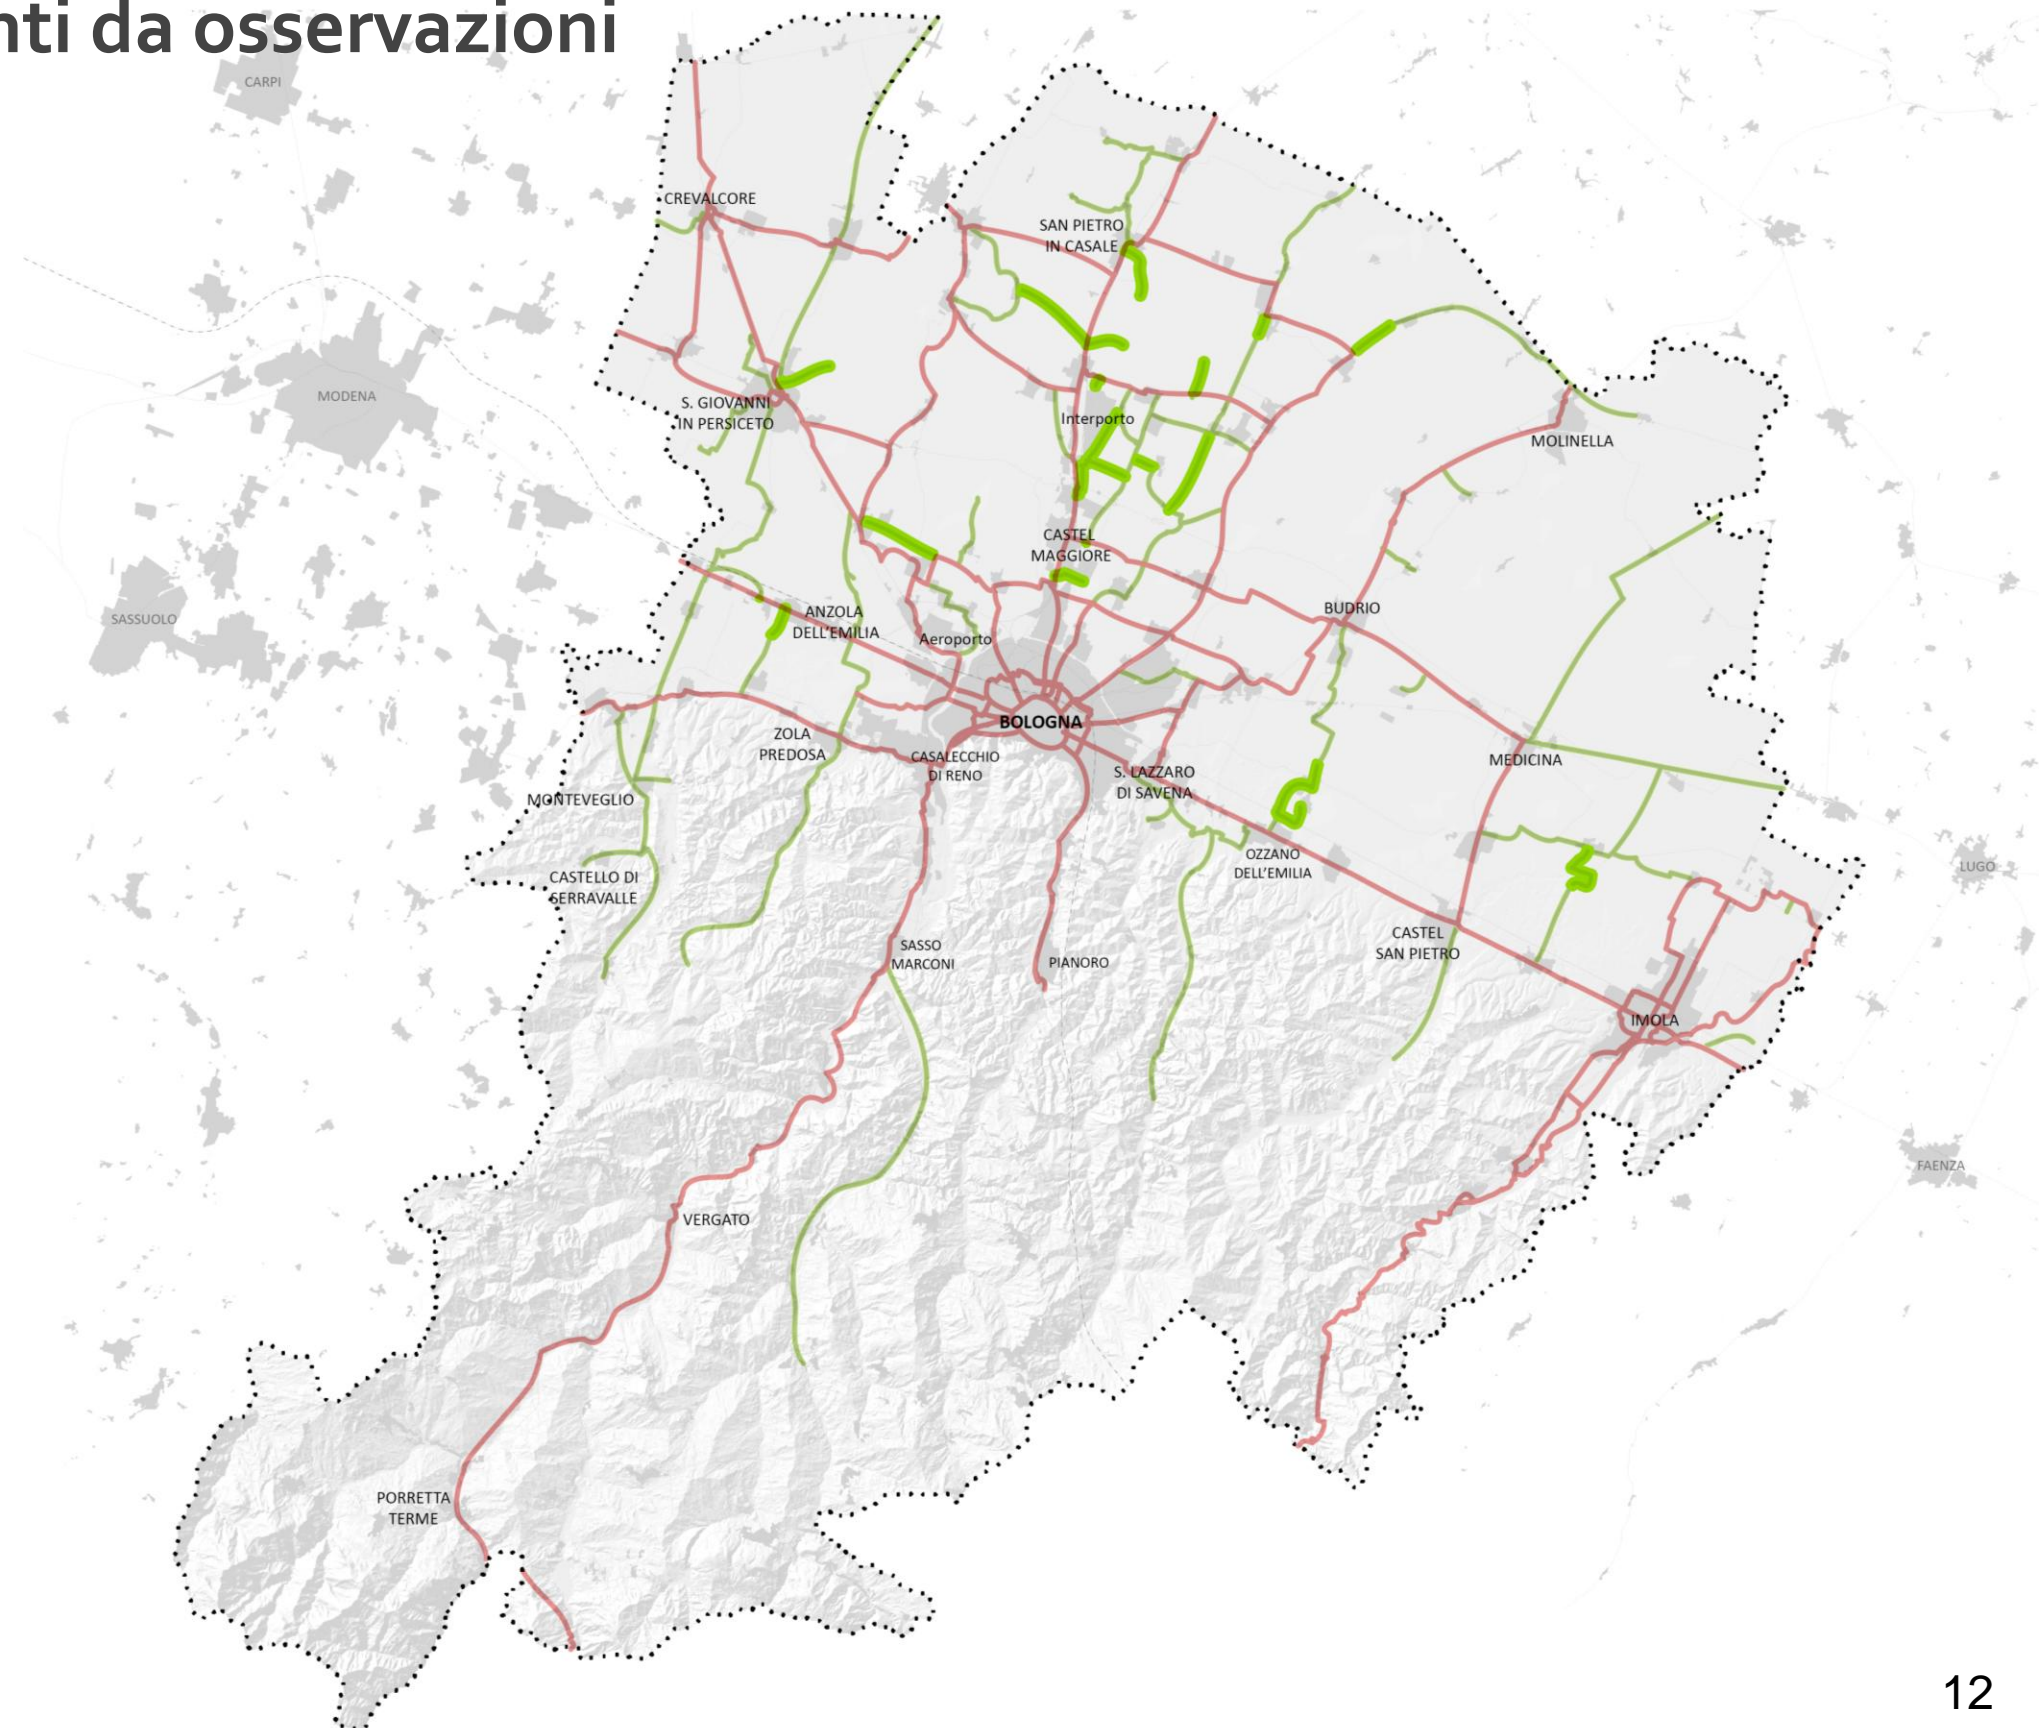 nti da osservazioni
CARPI
CREVALCORE
SAN PIETRO
IN CASALE
MODENA
S. GIOVANNI
IN PERSICETO
Interporto
MOLINELLA
CASTEL
MAGGIORE
SASSUOLO
ANZOLA
DELL'EMILIA
Aeroporto
BUDRIO
BOLOGNA
ZOLA
PREDOSA
CASALECCHIO
DI RENO
MEDICINA
S. LAZZARO
DI SAVENA
MONTEVEGLIO
OZZANO
DELL'EMILIA
LUGO
CASTELLO DI
SERRAVALLE
CASTEL
SAN PIETRO
SASSO
MARCONI
PIANORO
IMOLA
FAENZA
VERGATO
PORRETTA
TERME
12